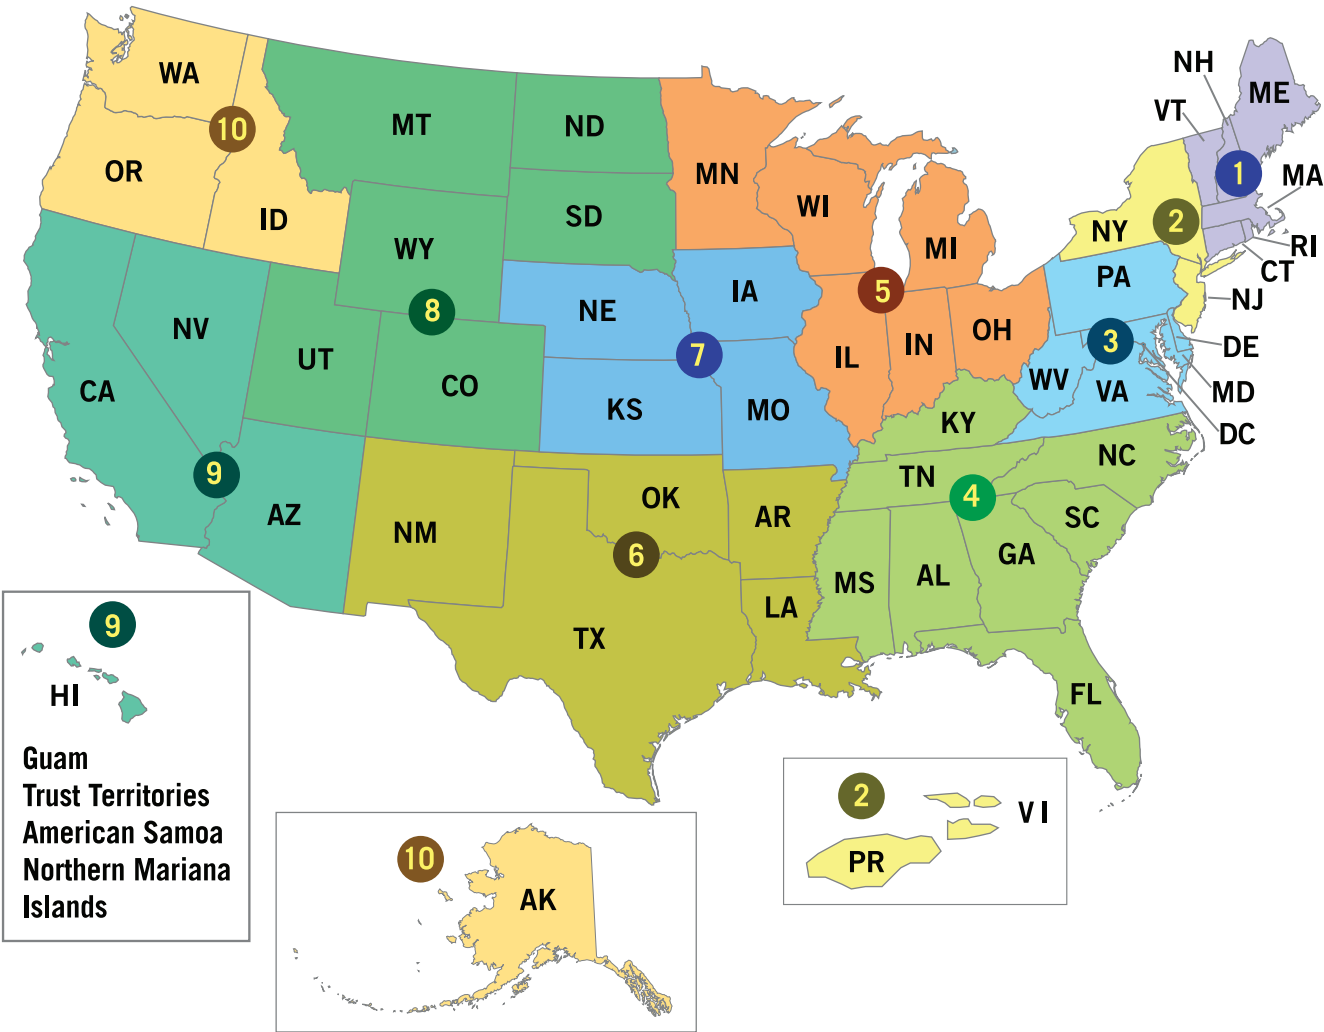 NH
WA
ME
VT
MT
ND
10
OR
MN
1
MA
WI
ID
SD
2
NY
WY
MI
RI
CT
PA
IA
5
NJ
NE
8
NV
OH
3
IN
DE
7
UT
IL
CO
WV
CA
VA
MD
KS
MO
KY
DC
NC
9
TN
OK
4
AZ
AR
SC
NM
6
GA
AL
MS
LA
9
TX
HI
FL
Guam
Trust Territories
American Samoa
Northern Mariana
Islands
2
VI
10
PR
AK